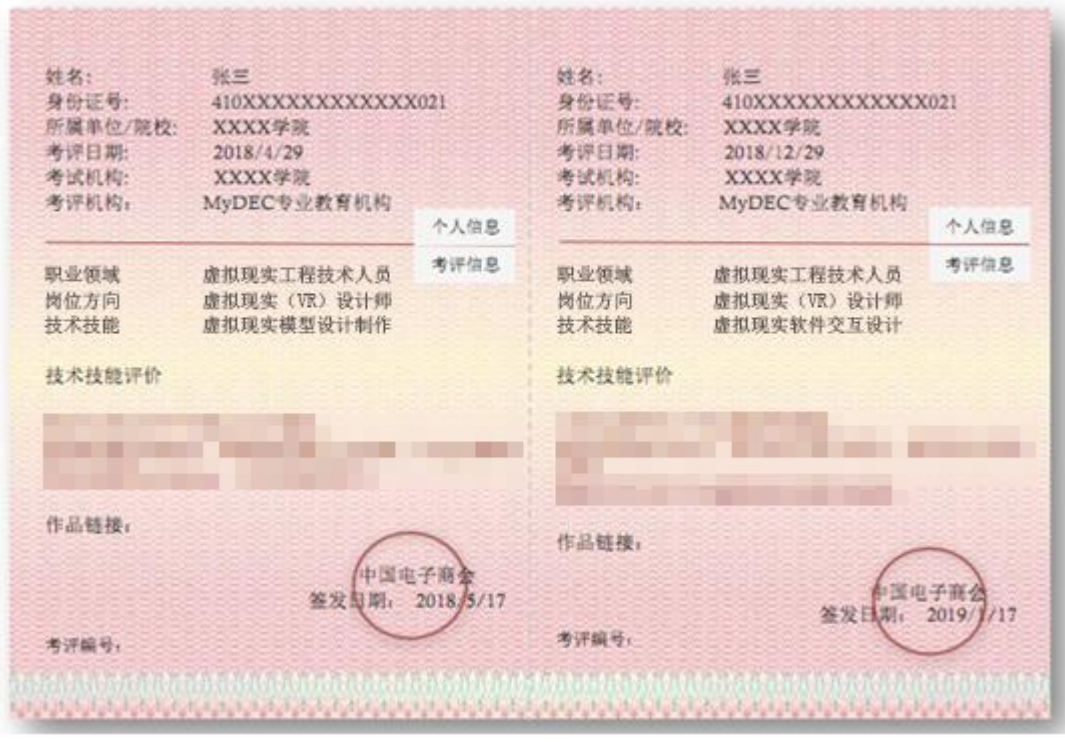 姓名: 张三
身份证号: 410XXXXXXXXXXXX021
所属单位/院校: XXXX学院
考评日期: 2018/4/29
考试机构: XXXX学院
考评机构: MyDEC专业教育机构
个人信息
考评信息
职业领域 虚拟现实工程技术人员
岗位方向 虚拟现实（VR）设计师
技术技能 虚拟现实模型设计制作
技术技能评价
作品链接:
中国电子商会
签发日期: 2018/5/17
考评编号:
姓名: 张三
身份证号: 410XXXXXXXXXXXX021
所属单位/院校: XXXX学院
考评日期: 2018/12/29
考试机构: XXXX学院
考评机构: MyDEC专业教育机构
个人信息
考评信息
职业领域 虚拟现实工程技术人员
岗位方向 虚拟现实（VR）设计师
技术技能 虚拟现实软件交互设计
技术技能评价
作品链接:
中国电子商会
签发日期: 2019/1/17
考评编号: